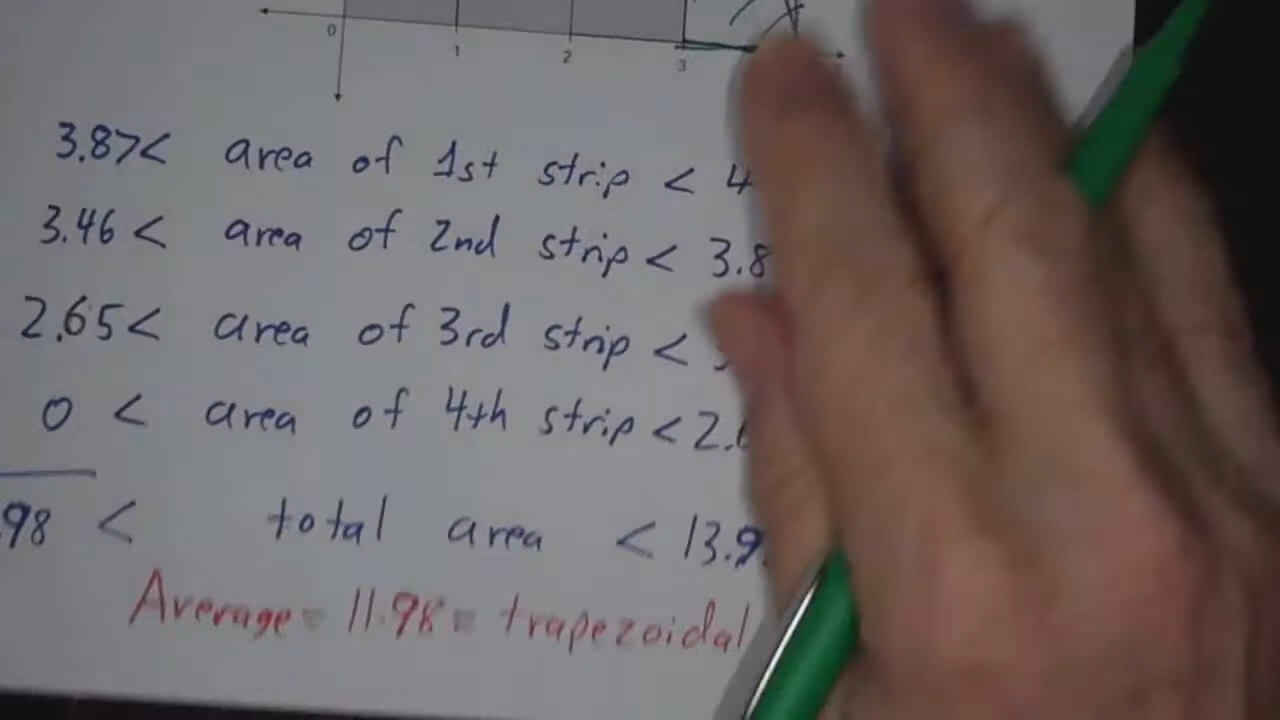 0 1 2 3
3.87< area of 1st strip < 4
3.46 < area of 2nd strip < 3.8
2.65< area of 3rd strip <
0 < area of 4th strip < 2.
.98 < total area < 13.9
Average = 11.98 = trapezoidal